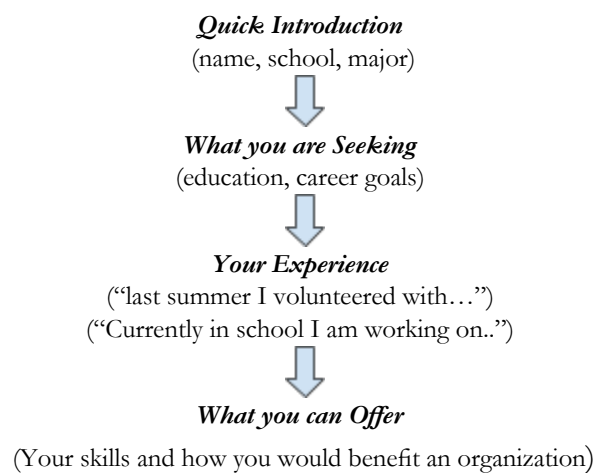 Quick Introduction
(name, school, major)
What you are Seeking
(education, career goals)
Your Experience
(“last summer I volunteered with…”)
(“Currently in school I am working on..”)
What you can Offer
(Your skills and how you would benefit an organization)